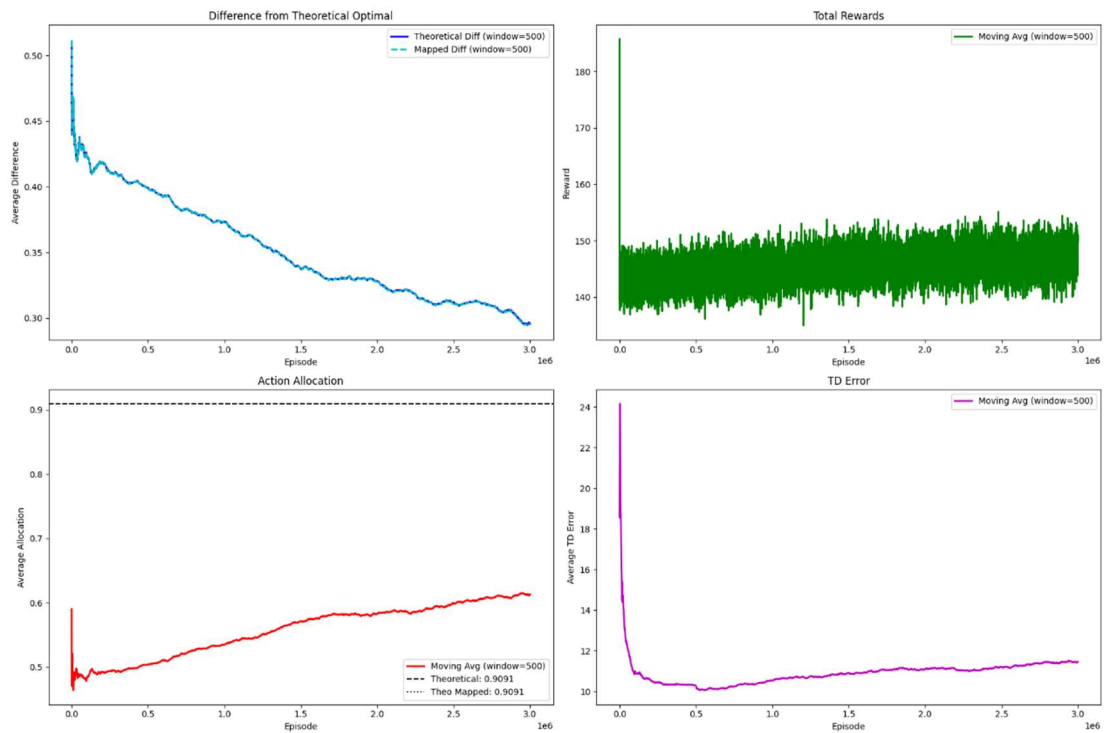 Difference from Theoretical Optimal
Theoretical Diff (window=500)
Mapped Diff (window=500)
Average Difference
0.50
0.45
0.40
0.35
0.30
0.0 0.5 1.0 1.5 2.0 2.5 3.0
1e6
Episode
Total Rewards
Moving Avg (window=500)
Reward
180
170
160
150
140
0.0 0.5 1.0 1.5 2.0 2.5 3.0
1e6
Episode
Action Allocation
Average Allocation
0.9
0.8
0.7
0.6
0.5
Moving Avg (window=500)
Theoretical: 0.9091
Theo Mapped: 0.9091
0.0 0.5 1.0 1.5 2.0 2.5 3.0
1e6
Episode
TD Error
Moving Avg (window=500)
Average TD Error
24
22
20
18
16
14
12
10
0.0 0.5 1.0 1.5 2.0 2.5 3.0
1e6
Episode